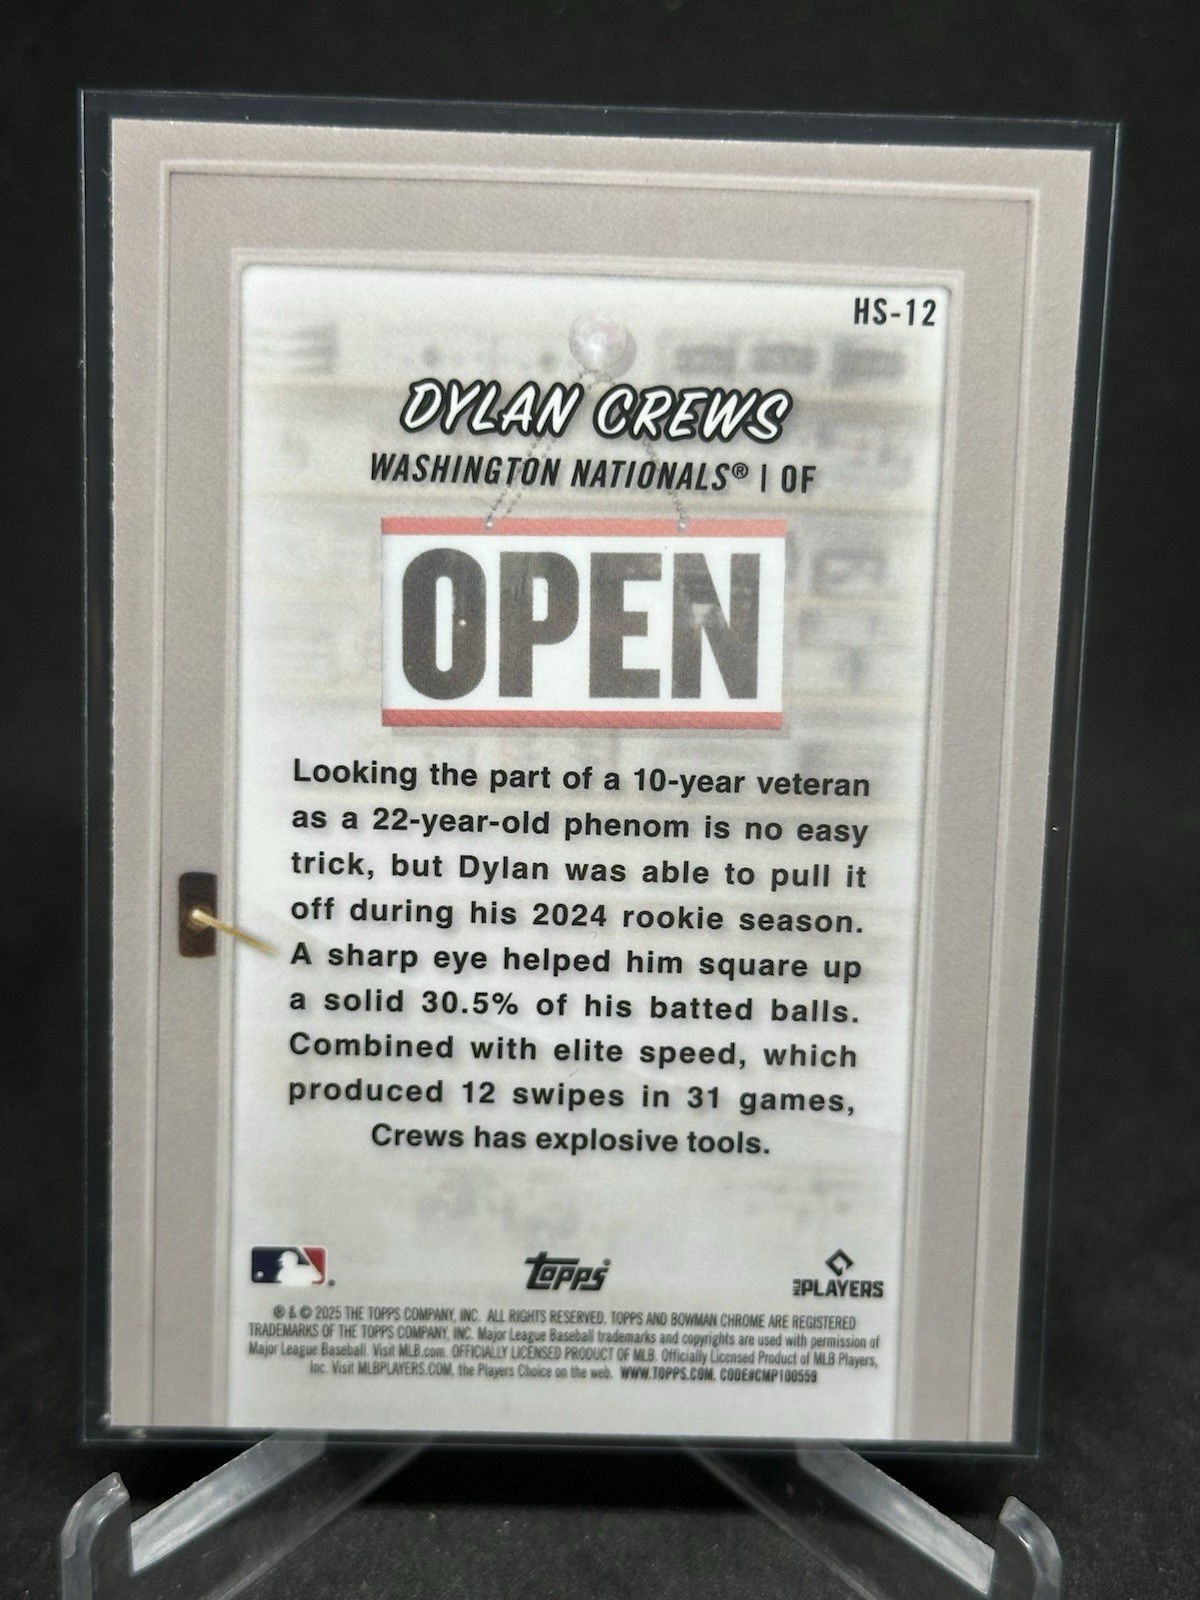 HS-12
DYLAN CREWS
WASHINGTON NATIONALS® | OF
OPEN
Looking the part of a 10-year veteran
as a 22-year-old phenom is no easy
trick, but Dylan was able to pull it
off during his 2024 rookie season.
A sharp eye helped him square up
a solid 30.5% of his batted balls.
Combined with elite speed, which
produced 12 swipes in 31 games,
Crews has explosive tools.
topps
MLB PLAYERS
® & © 2025 THE TOPPS COMPANY, INC. ALL RIGHTS RESERVED. TOPPS AND BOWMAN CHROME ARE REGISTERED
TRADEMARKS OF THE TOPPS COMPANY, INC. Major League Baseball trademarks and copyrights are used with permission of
Major League Baseball. Visit MLB.com. OFFICIALLY LICENSED PRODUCT OF MLB. Officially Licensed Product of MLB Players,
Inc. Visit MLBPLAYERS.COM, the Players Choice on the web. WWW.TOPPS.COM. CODE#CMP100559